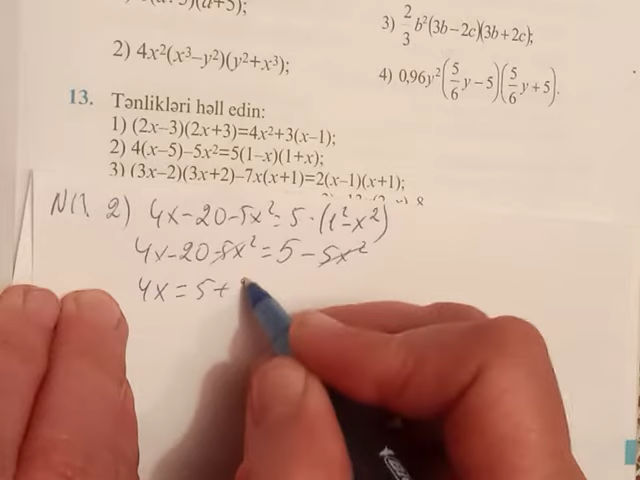 2) 4x²(x³–y²)(y²+x³);
3) 2/3 b²(3b–2c)(3b+2c);
4) 0,96y²(5/6 y – 5)(5/6 y + 5).
13. Tənlikləri həll edin:
1) (2x–3)(2x+3)=4x²+3(x–1);
2) 4(x–5)–5x²=5(1–x)(1+x);
3) (3x–2)(3x+2)–7x(x+1)=2(x–1)(x+1);
2) 4x-20-5x²=5·(1²-x²)
4x-20-5x²=5-5x²
4x=5+